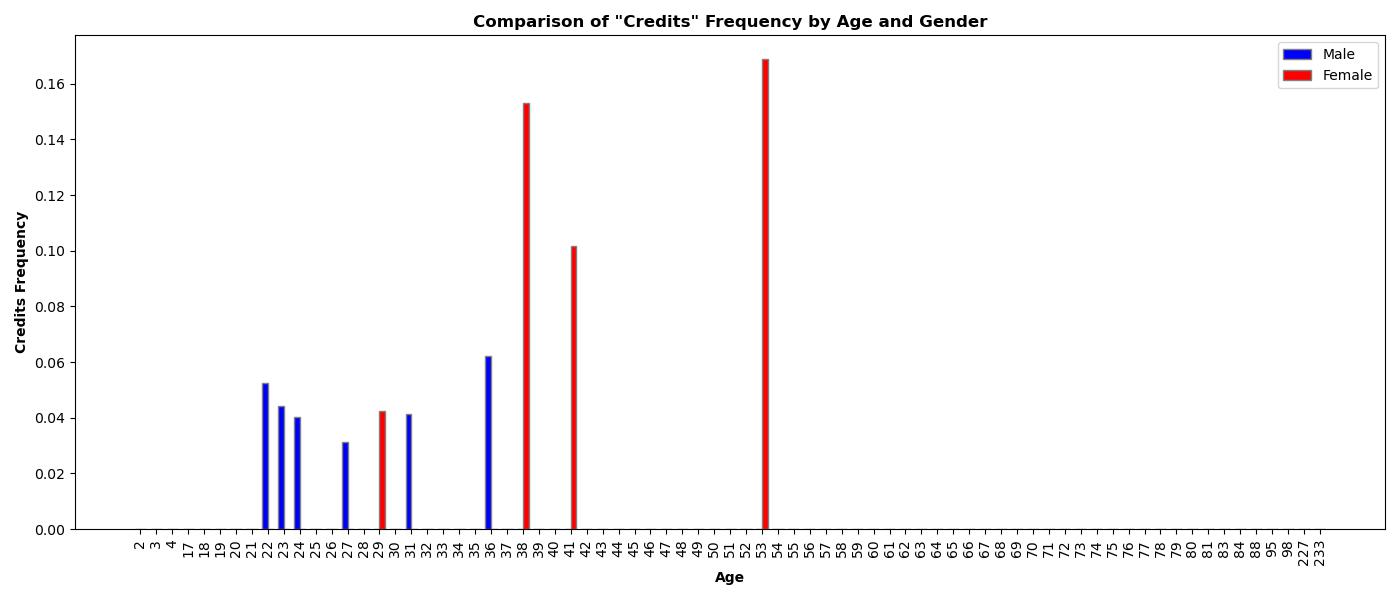 Comparison of "Credits" Frequency by Age and Gender
Male
Female
0.16
0.14
0.12
0.10
0.08
0.06
0.04
0.02
0.00
Credits Frequency
2 3 4 17 18 19 20 21 22 23 24 25 26 27 28 29 30 31 32 33 34 35 36 37 38 39 40 41 42 43 44 45 46 47 48 49 50 51 52 53 54 55 56 57 58 59 60 61 62 63 64 65 66 67 68 69 70 71 72 73 74 75 76 77 78 79 80 81 83 84 88 95 98 227 233
Age